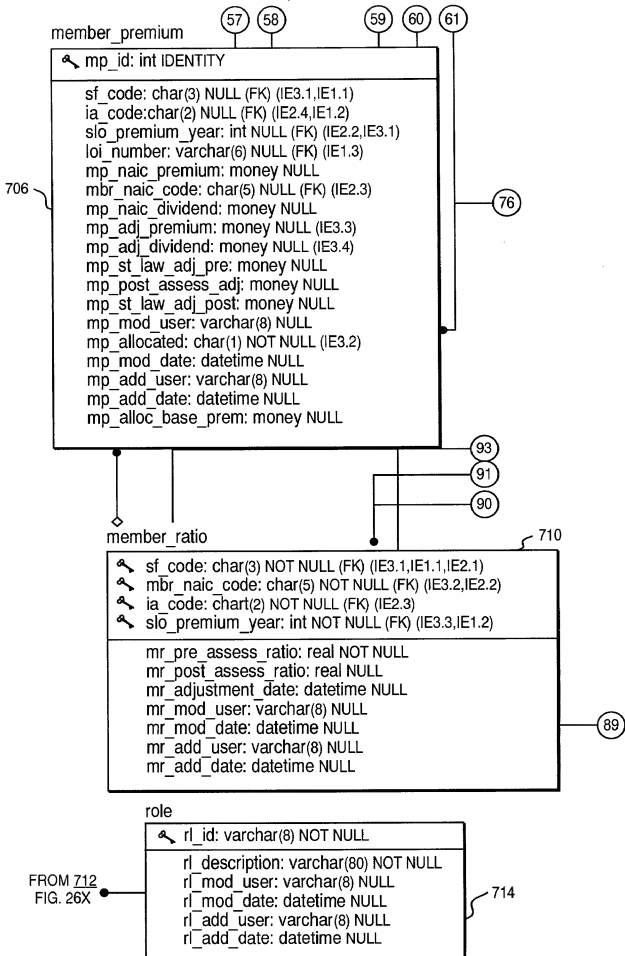 57 58 59 60 61
member_premium
mp_id: int IDENTITY
sf_code: char(3) NULL (FK) (IE3.1,IE1.1)
ia_code:char(2) NULL (FK) (IE2.4,IE1.2)
slo_premium_year: int NULL (FK) (IE2.2,IE3.1)
loi_number: varchar(6) NULL (FK) (IE1.3)
mp_naic_premium: money NULL
706
mbr_naic_code: char(5) NULL (FK) (IE2.3)
76
mp_naic_dividend: money NULL
mp_adj_premium: money NULL (IE3.3)
mp_adj_dividend: money NULL (IE3.4)
mp_st_law_adj_pre: money NULL
mp_post_assess_adj: money NULL
mp_st_law_adj_post: money NULL
mp_mod_user: varchar(8) NULL
mp_allocated: char(1) NOT NULL (IE3.2)
mp_mod_date: datetime NULL
mp_add_user: varchar(8) NULL
mp_add_date: datetime NULL
mp_alloc_base_prem: money NULL
93
91
90
member_ratio
710
sf_code: char(3) NOT NULL (FK) (IE3.1,IE1.1,IE2.1)
mbr_naic_code: char(5) NOT NULL (FK) (IE3.2,IE2.2)
ia_code: chart(2) NOT NULL (FK) (IE2.3)
slo_premium_year: int NOT NULL (FK) (IE3.3,IE1.2)
mr_pre_assess_ratio: real NOT NULL
mr_post_assess_ratio: real NULL
mr_adjustment_date: datetime NULL
mr_mod_user: varchar(8) NULL
mr_mod_date: datetime NULL
89
mr_add_user: varchar(8) NULL
mr_add_date: datetime NULL
role
rl_id: varchar(8) NOT NULL
rl_description: varchar(80) NOT NULL
rl_mod_user: varchar(8) NULL
rl_mod_date: datetime NULL
rl_add_user: varchar(8) NULL
rl_add_date: datetime NULL
FROM 712
FIG. 26X
714